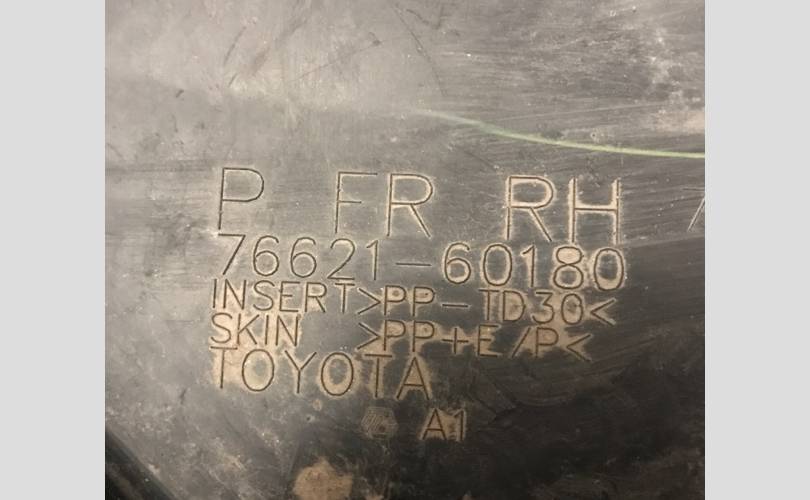 P FR RH
76621-60180
INSERT>PP-TD30<
SKIN >PP+E/P<
TOYOTA
A1